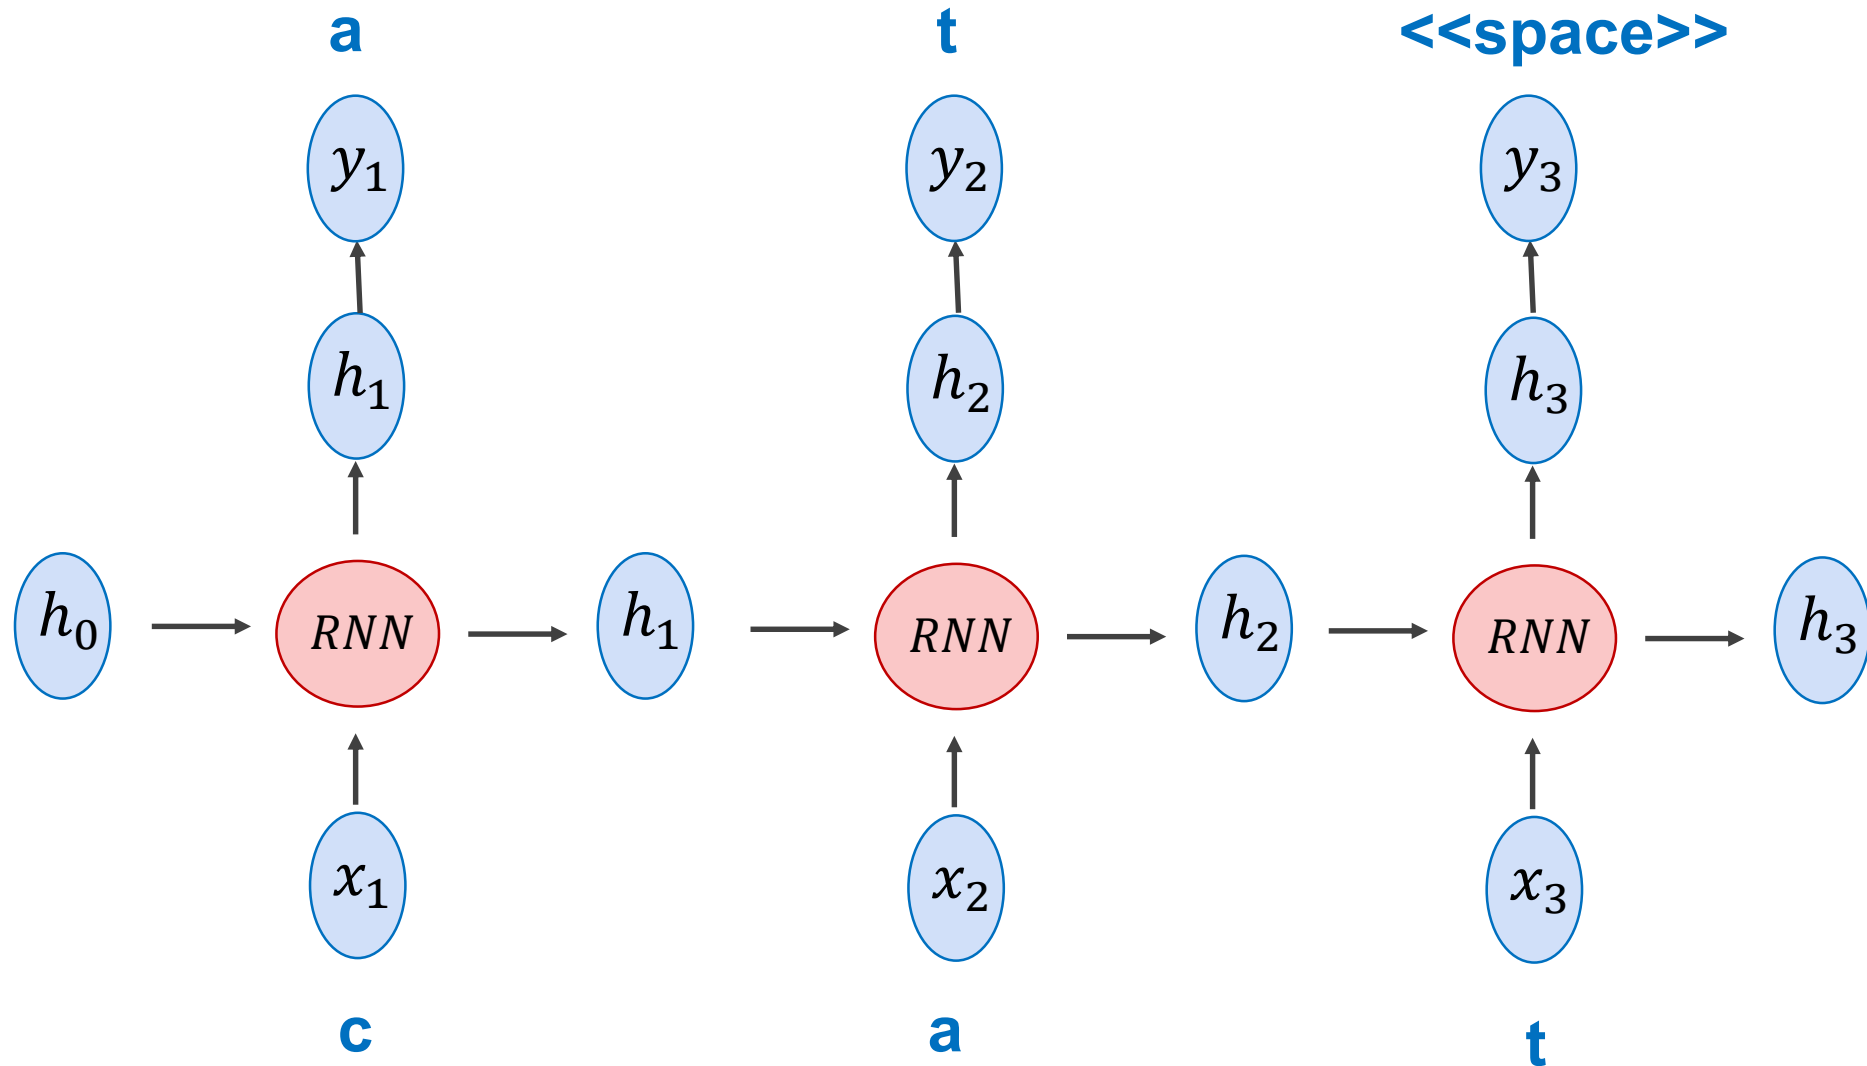 a t <<space>>
y₁ y₂ y₃
h₁ h₂ h₃
h₀ RNN h₁ RNN h₂ RNN h₃
x₁ x₂ x₃
c a t